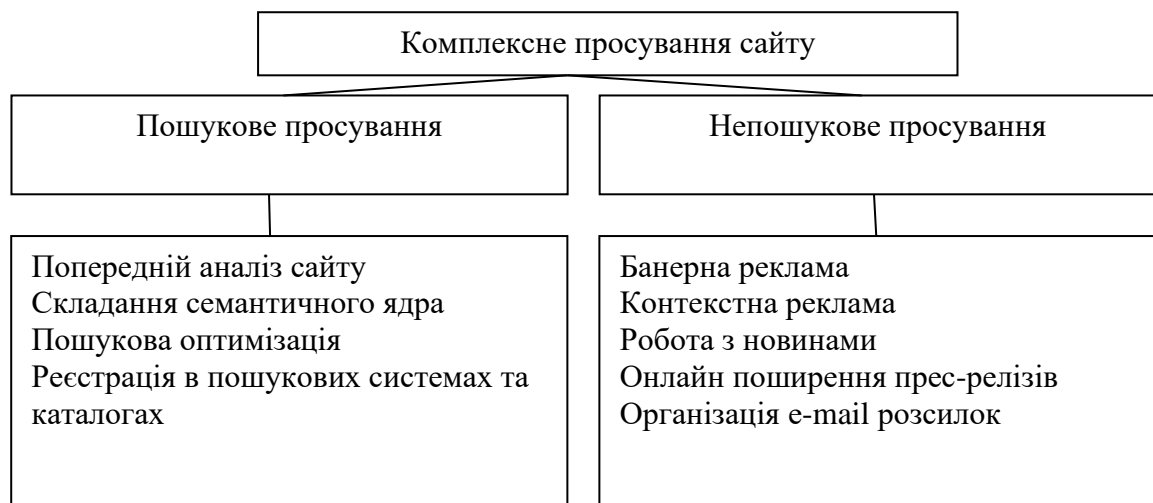 Комплексне просування сайту
Пошукове просування
Непошукове просування
Попередній аналіз сайту
Складання семантичного ядра
Пошукова оптимізація
Реєстрація в пошукових системах та
каталогах
Банерна реклама
Контекстна реклама
Робота з новинами
Онлайн поширення прес-релізів
Організація e-mail розсилок